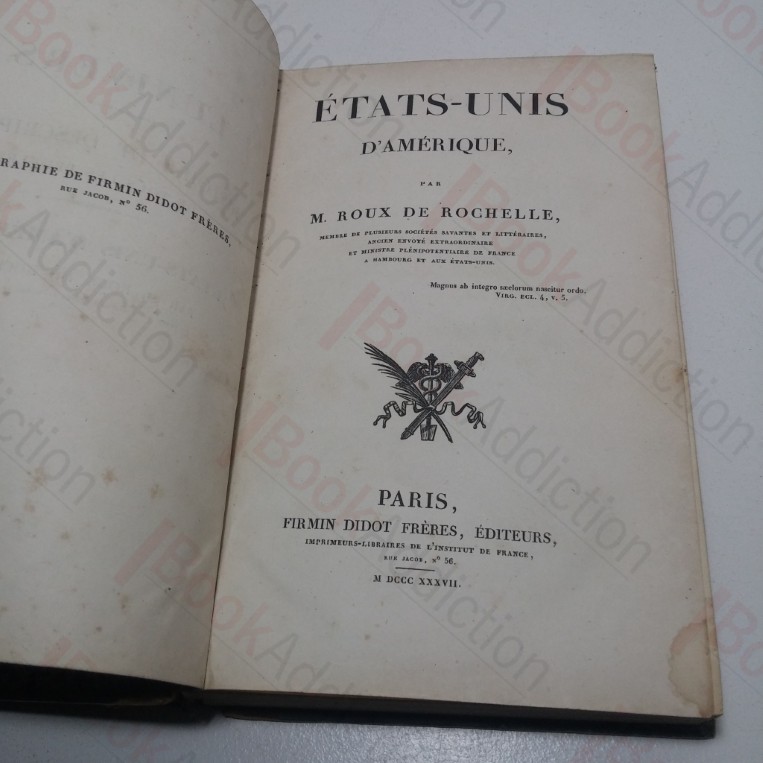 RAPHIE DE FIRMIN DIDOT FRÈRES,
RUE JACOB, N° 56.
ÉTATS-UNIS
D'AMÉRIQUE,
PAR
M. ROUX DE ROCHELLE,
MEMBRE DE PLUSIEURS SOCIÉTÉS SAVANTES ET LITTÉRAIRES,
ANCIEN ENVOYÉ EXTRAORDINAIRE
ET MINISTRE PLÉNIPOTENTIAIRE DE FRANCE
A HAMBOURG ET AUX ÉTATS-UNIS.
Magnus ab integro sæclorum nascitur ordo.
VIRG. ECL. 4, v. 5.
PARIS,
FIRMIN DIDOT FRÈRES, ÉDITEURS,
IMPRIMEURS-LIBRAIRES DE L'INSTITUT DE FRANCE,
RUE JACOB, N° 56.
M DCCC XXXVII.
BookAddiction